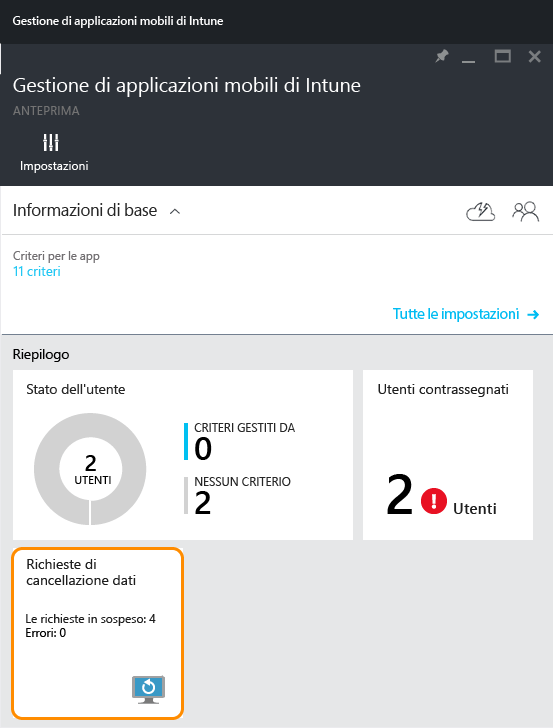 Gestione di applicazioni mobili di Intune
Gestione di applicazioni mobili di Intune
ANTEPRIMA
Impostazioni
Informazioni di base
Criteri per le app
11 criteri
Tutte le impostazioni
Riepilogo
Stato dell'utente
2
UTENTI
CRITERI GESTITI DA
0
NESSUN CRITERIO
2
Utenti contrassegnati
2 ! Utenti
Richieste di
cancellazione dati
Le richieste in sospeso: 4
Errori: 0